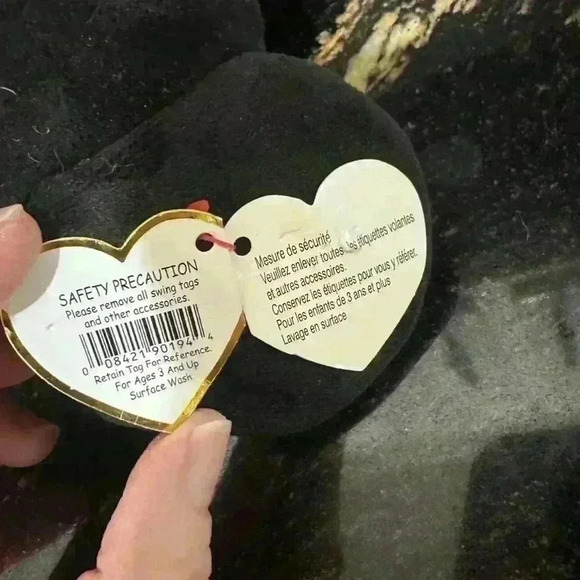 SAFETY PRECAUTION
Please remove all swing tags
and other accessories.
0 08421 90194 4
Retain Tag For Reference.
For Ages 3 And Up
Surface Wash.
Mesure de sécurité
Veuillez enlever toutes les étiquettes volantes
et autres accessoires.
Conservez les étiquettes pour vous y référer.
Pour les enfants de 3 ans et plus
Lavage en surface